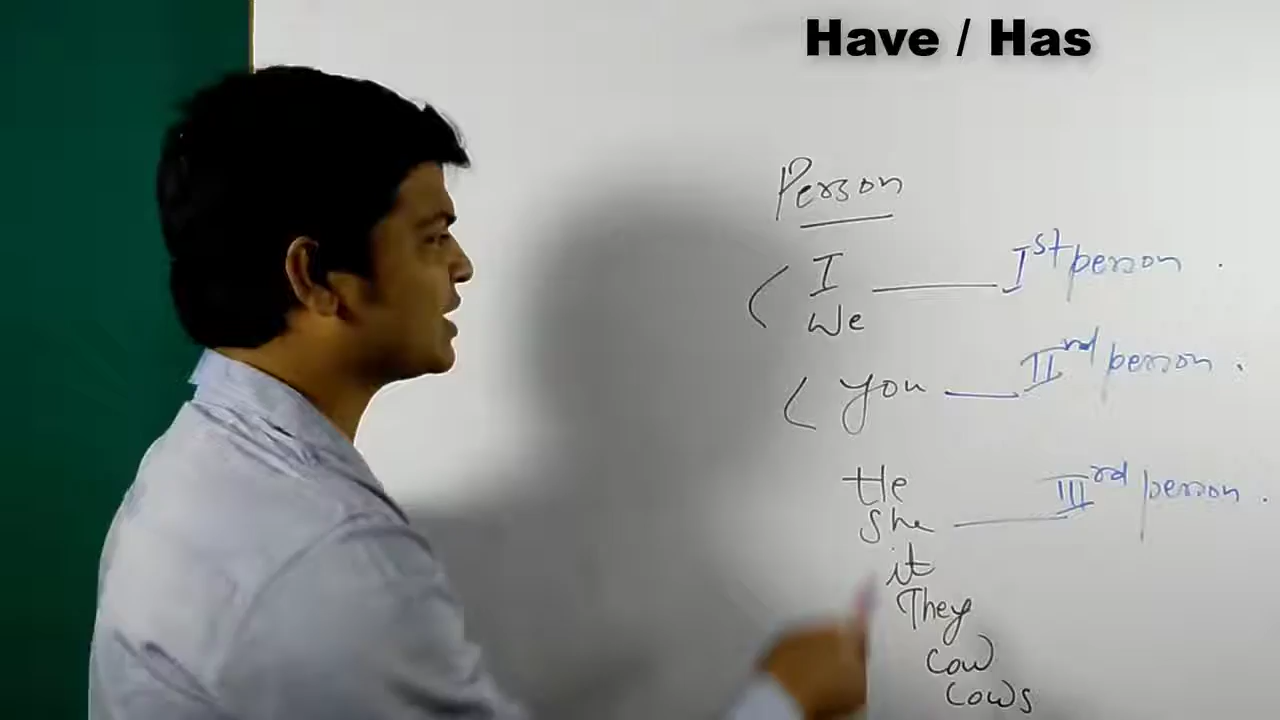 Have / Has
Person
I
we
Ist person .
you
IInd person .
He
she
IIIrd person .
it
They
cow
cows